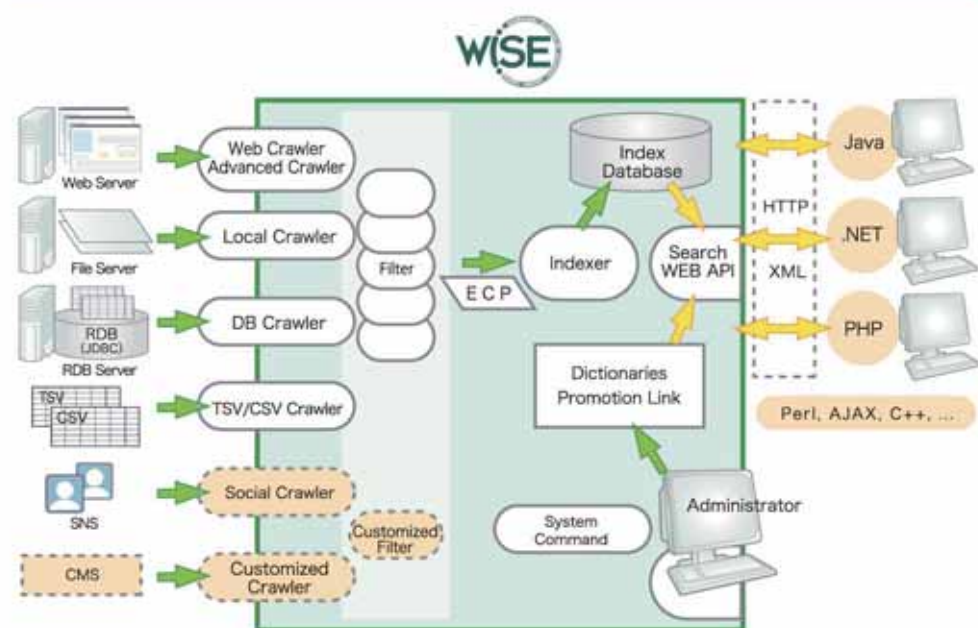 WiSE
Web Server
Web Crawler
Advanced Crawler
Index
Database
Java
File Server
Local Crawler
Filter
E C P
Indexer
Search
WEB API
HTTP
XML
.NET
RDB
(JDBC)
RDB Server
DB Crawler
PHP
TSV
CSV
TSV/CSV Crawler
Dictionaries
Promotion Link
Perl, AJAX, C++, ...
SNS
Social Crawler
Customized
Filter
System
Command
Administrator
CMS
Customized
Crawler